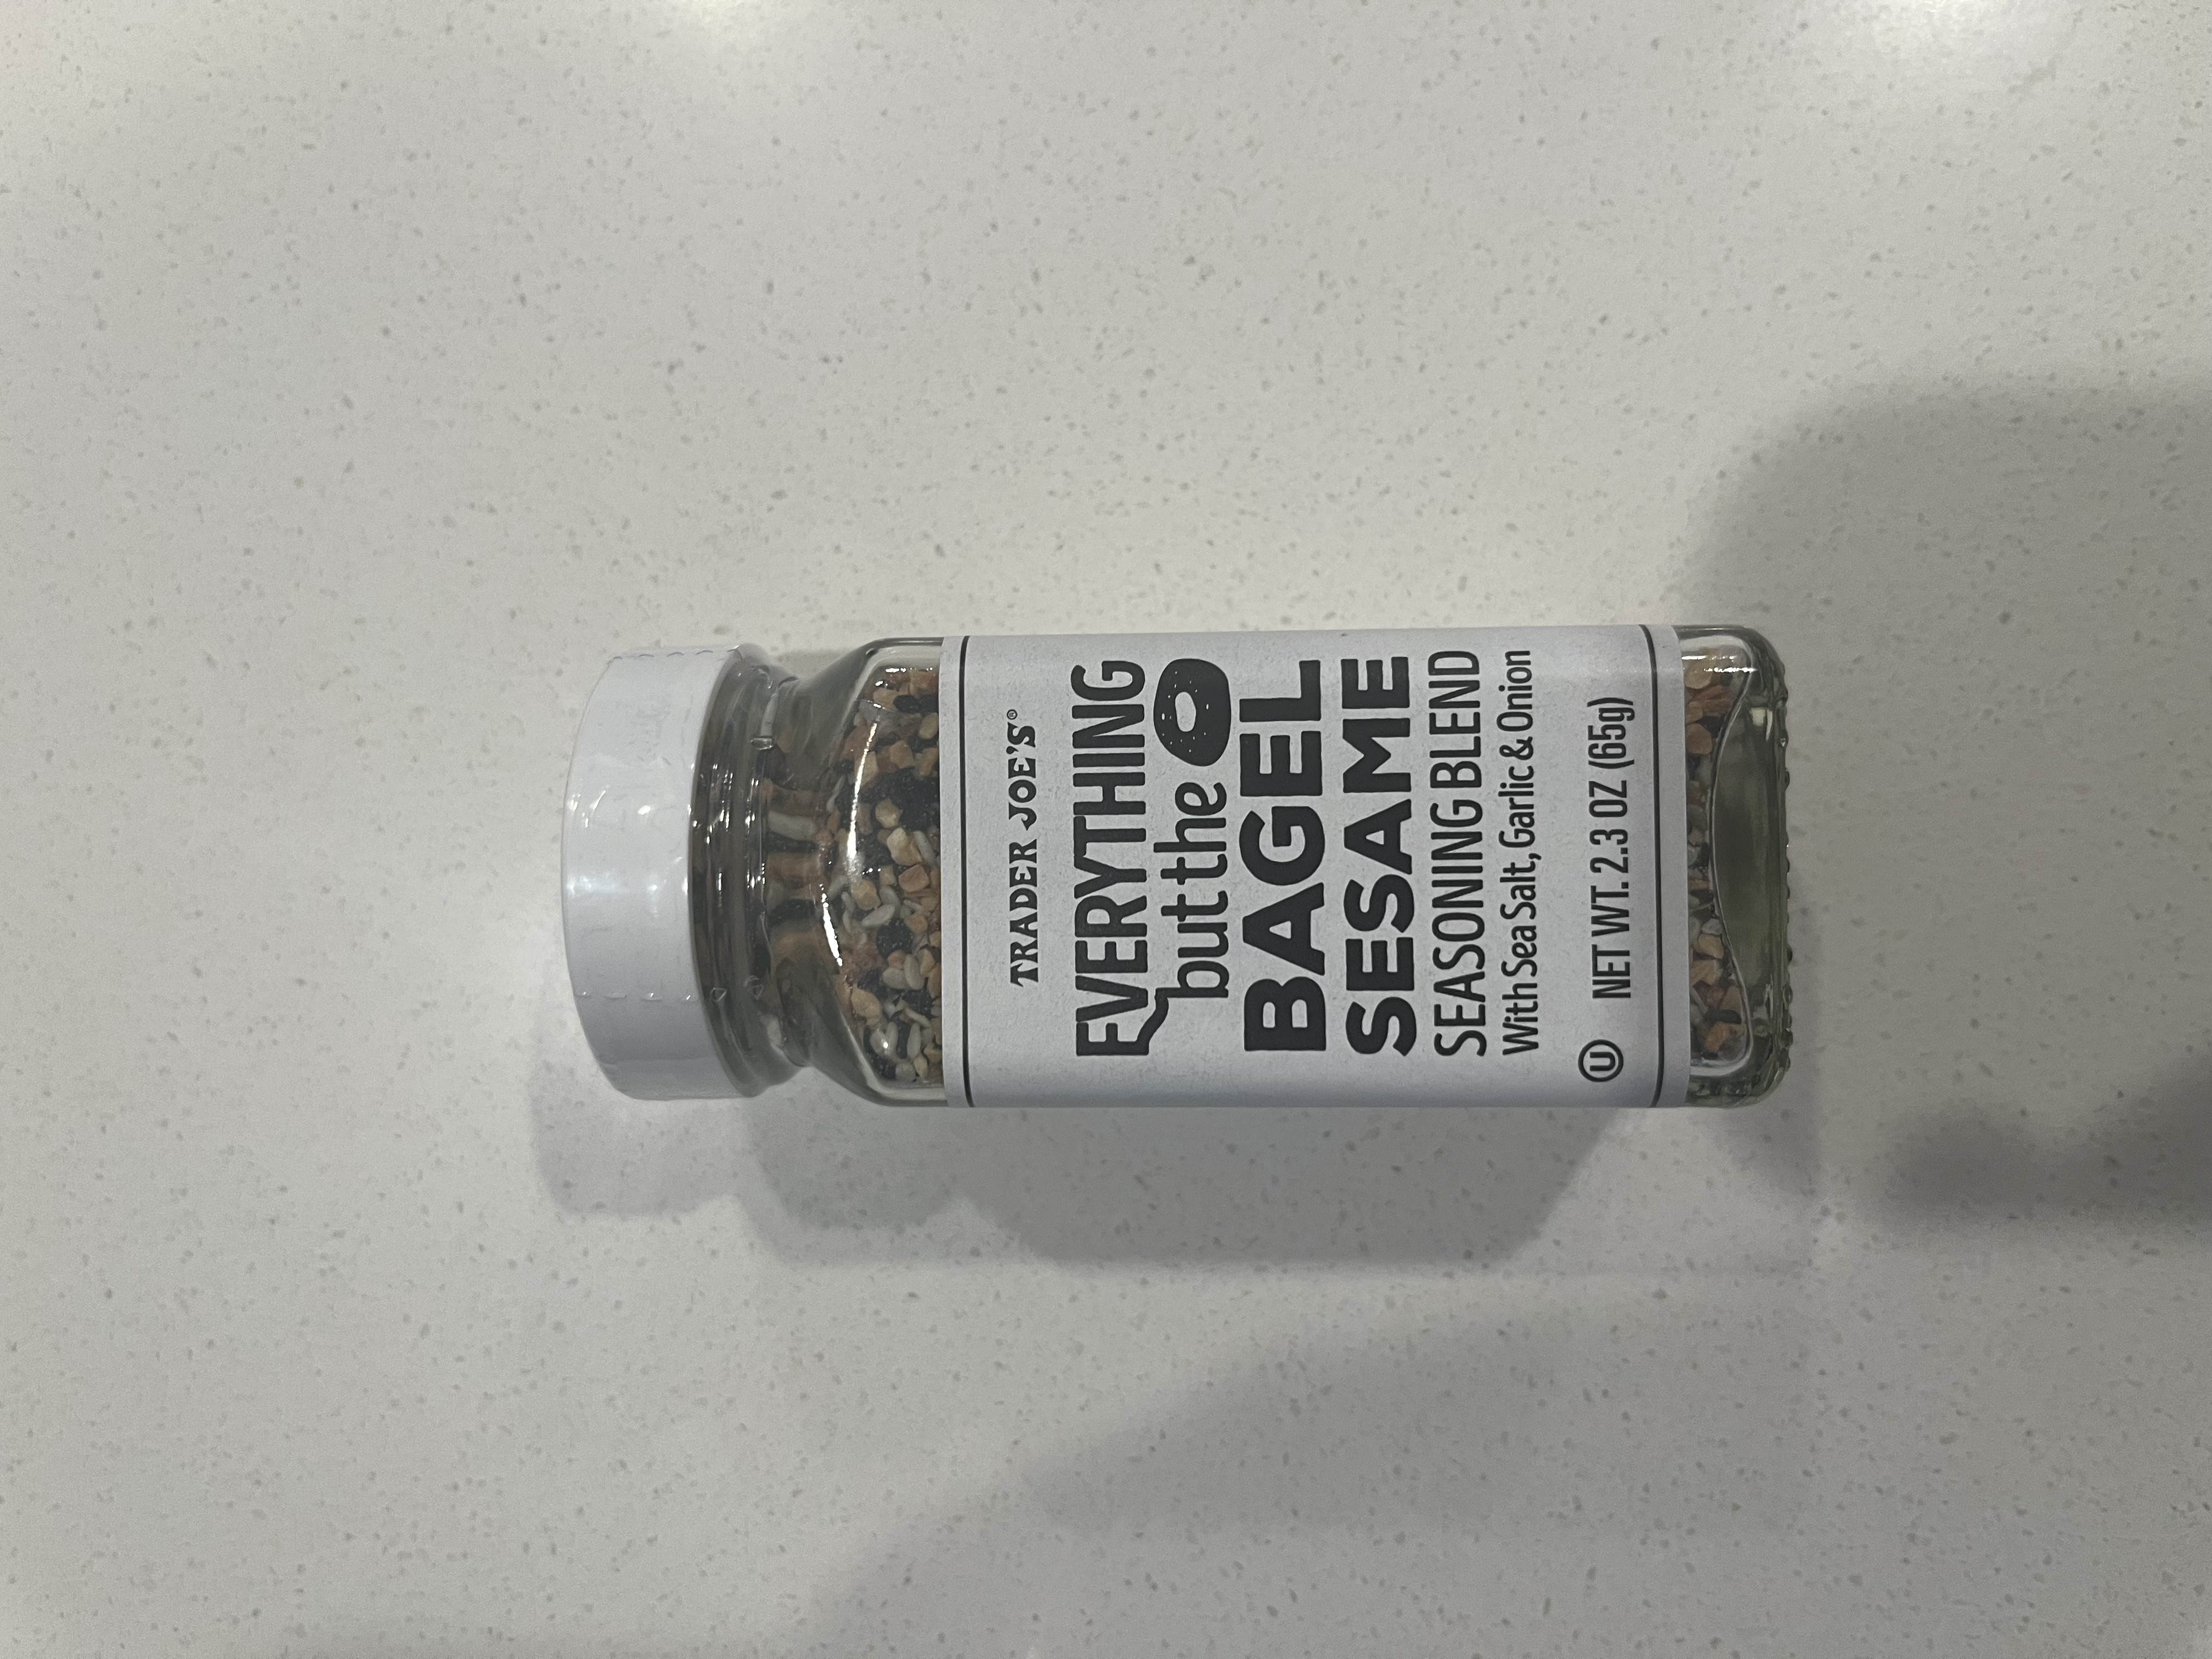 TRADER JOE'S®
EVERYTHING
but the
BAGEL
SESAME
SEASONING BLEND
With Sea Salt, Garlic & Onion
U NET WT. 2.3 OZ (65g)